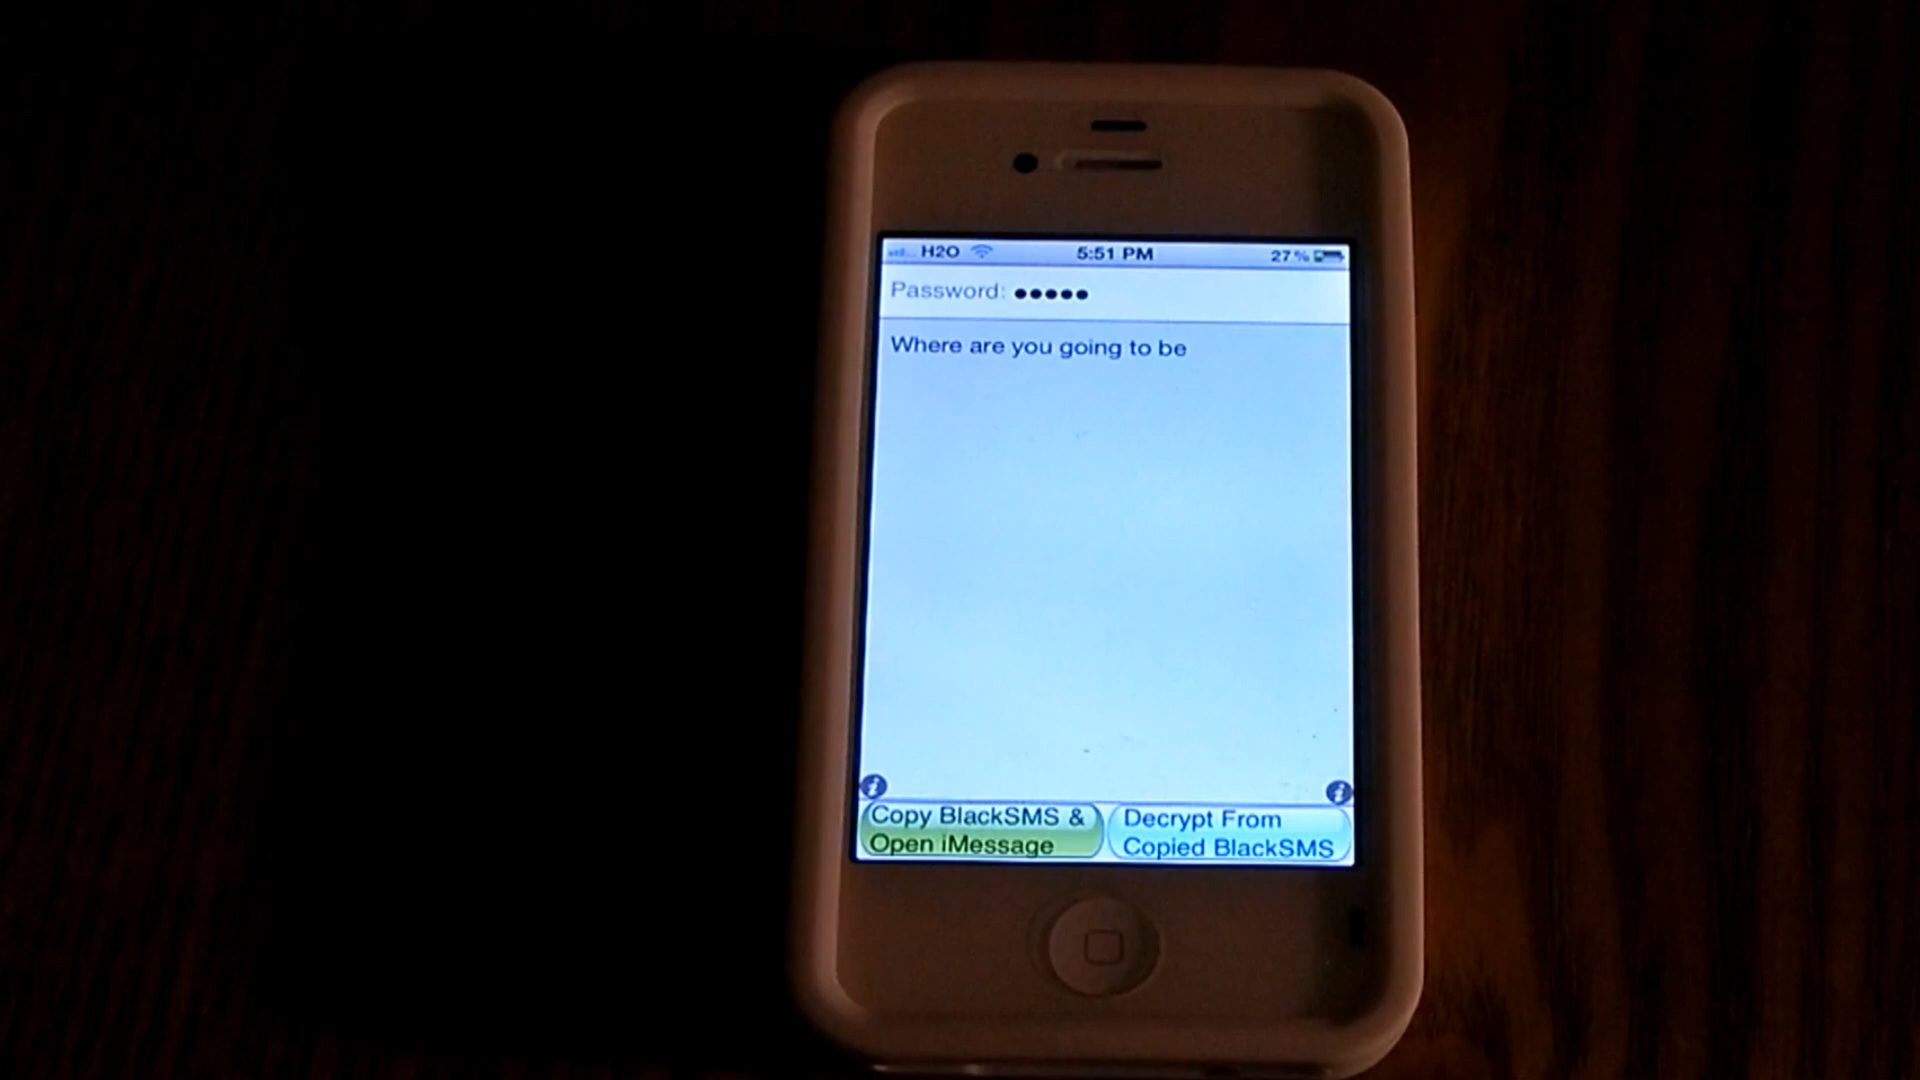 H2O 5:51 PM 27%
Password: •••••
Where are you going to be
Copy BlackSMS &
Open iMessage
Decrypt From
Copied BlackSMS